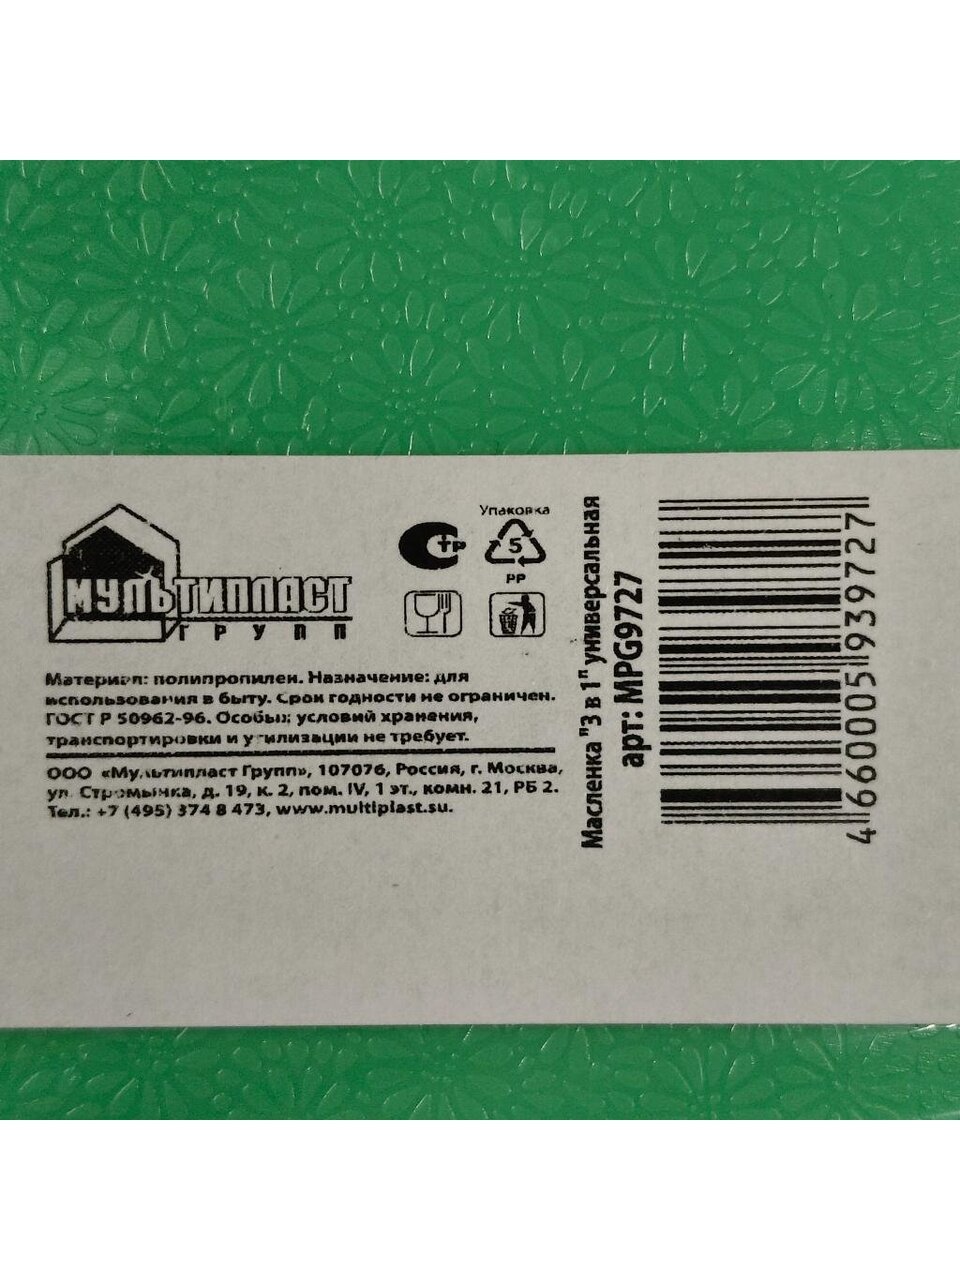 МУЛЬТИПЛАСТ
ГРУПП
Упаковка
5
PP
Материал: полипропилен. Назначение: для
использования в быту. Срок годности не ограничен.
ГОСТ Р 50962-96. Особых условий хранения,
транспортировки и утилизации не требует.
ООО «Мультипласт Групп», 107076, Россия, г. Москва,
ул. Стромынка, д. 19, к. 2, пом. IV, 1 эт., комн. 21, РБ 2.
Тел.: +7 (495) 374 8 473, www.multiplast.su.
Масленка "3 в 1" универсальная
арт: MPG9727
4 660005 939727